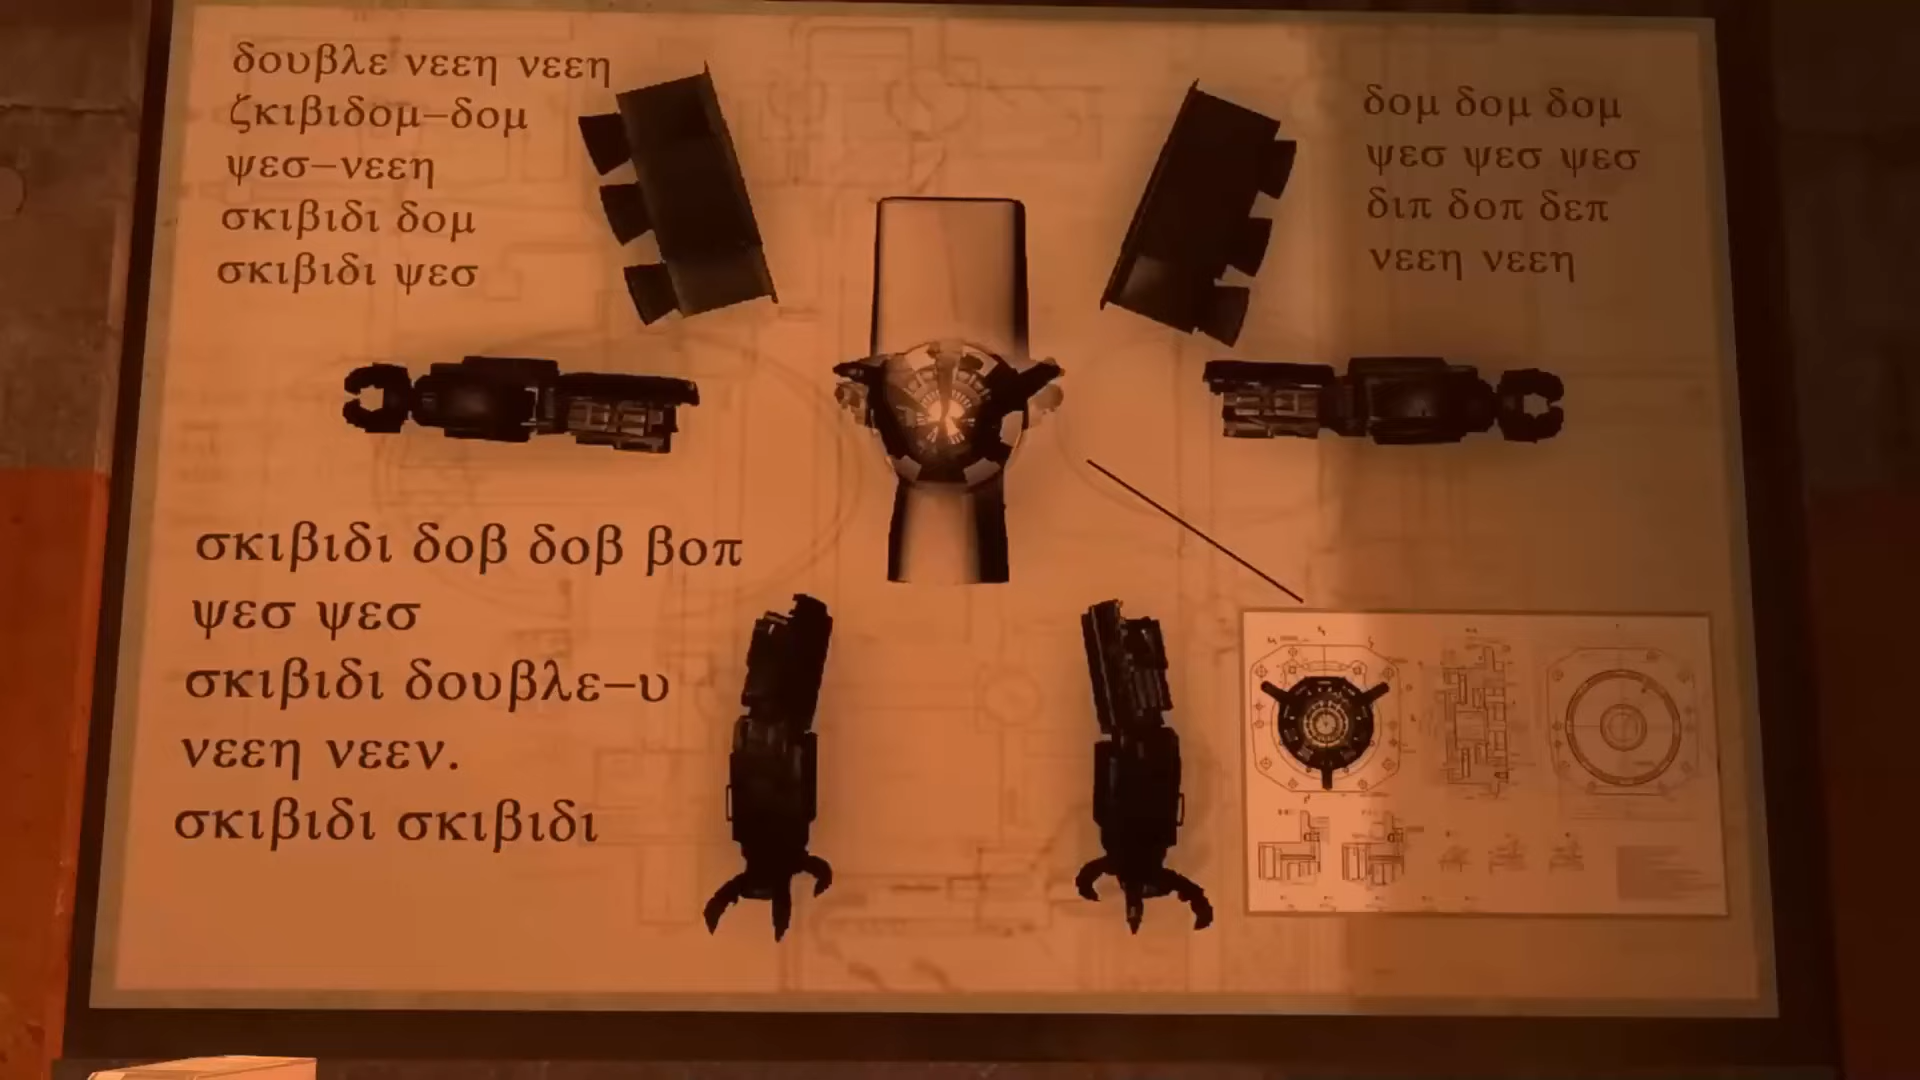 δουβλε νεεη νεεη
ζκιβιδομ–δομ
ψεσ–νεεη
σκιβιδι δομ
σκιβιδι ψεσ
δομ δομ δομ
ψεσ ψεσ ψεσ
διπ δοπ δεπ
νεεη νεεη
σκιβιδι δοβ δοβ βοπ
ψεσ ψεσ
σκιβιδι δουβλε–υ
νεεη νεεν.
σκιβιδι σκιβιδι